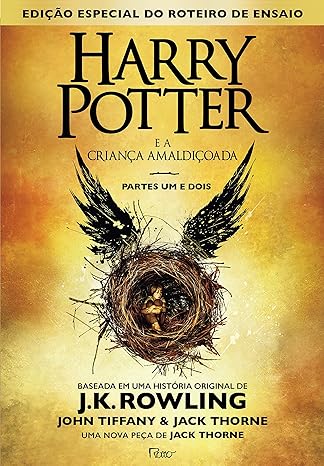 EDIÇÃO ESPECIAL DO ROTEIRO DE ENSAIO
HARRY
POTTER
E A
CRIANÇA AMALDIÇOADA
PARTES UM E DOIS
BASEADA EM UMA HISTÓRIA ORIGINAL DE
J.K.ROWLING
JOHN TIFFANY & JACK THORNE
UMA NOVA PEÇA DE JACK THORNE
Rocco